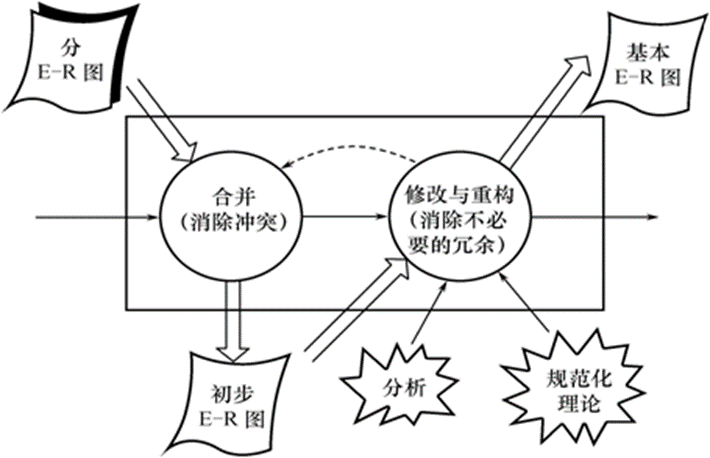 分
E-R 图
基本
E-R 图
合并
(消除冲突)
修改与重构
(消除不必
要的冗余)
初步
E-R 图
分析
规范化
理论